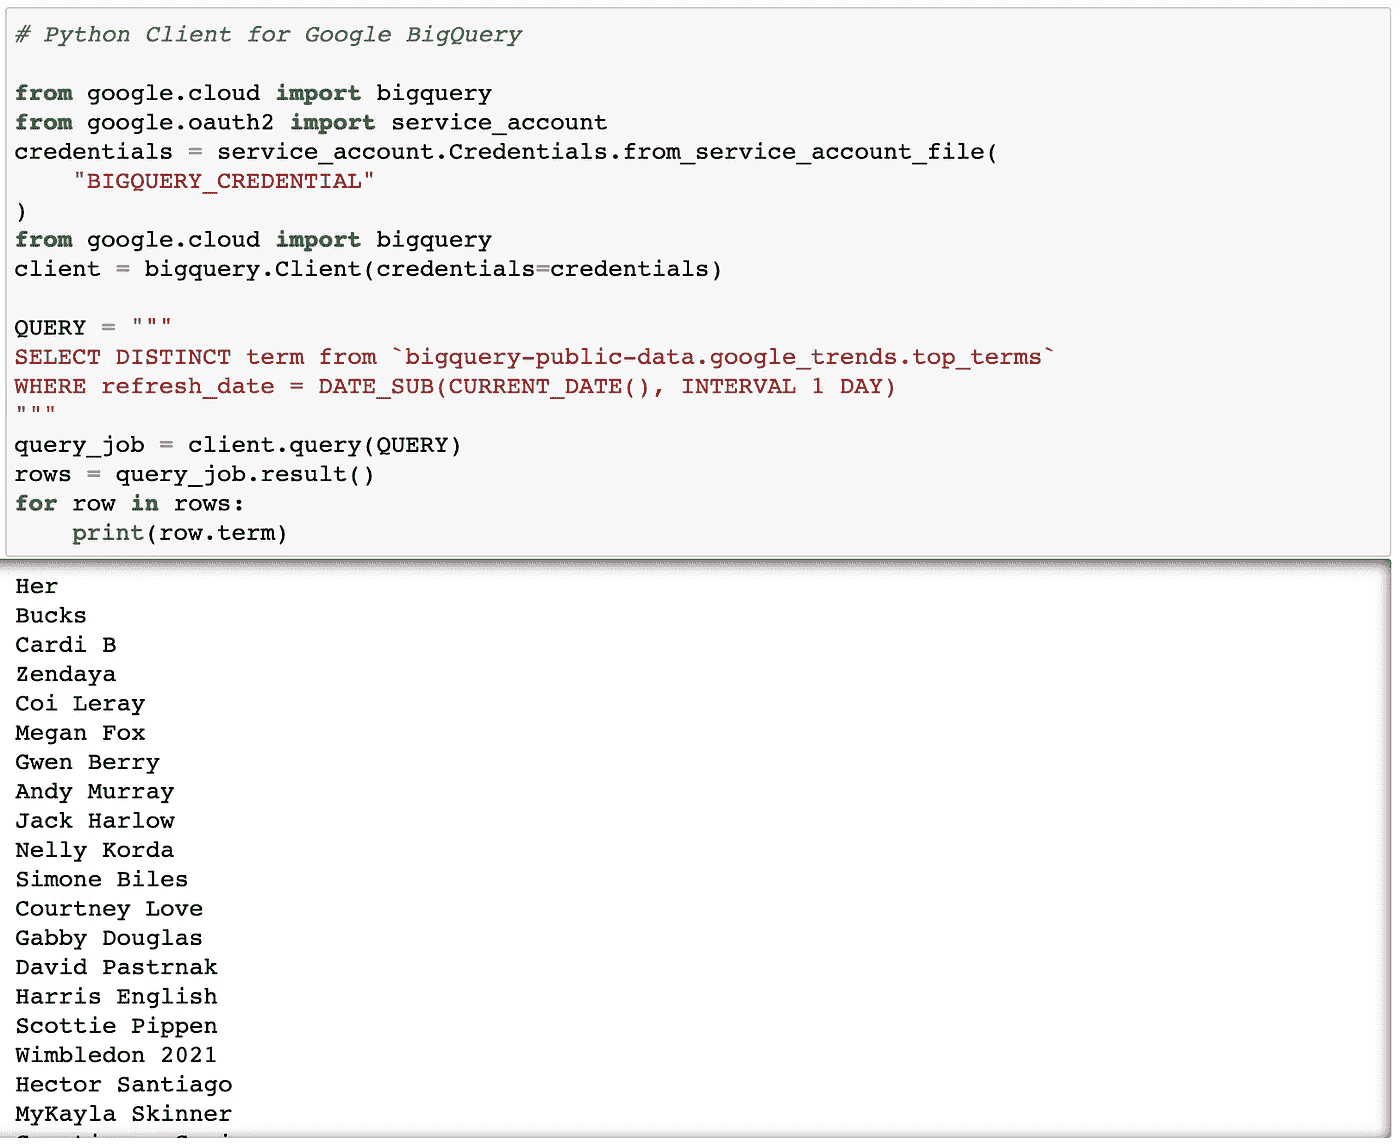 # Python Client for Google BigQuery
from google.cloud import bigquery
from google.oauth2 import service_account
credentials = service_account.Credentials.from_service_account_file(
    "BIGQUERY_CREDENTIAL"
)
from google.cloud import bigquery
client = bigquery.Client(credentials=credentials)
QUERY = """
SELECT DISTINCT term from `bigquery-public-data.google_trends.top_terms`
WHERE refresh_date = DATE_SUB(CURRENT_DATE(), INTERVAL 1 DAY)
"""
query_job = client.query(QUERY)
rows = query_job.result()
for row in rows:
    print(row.term)
Her
Bucks
Cardi B
Zendaya
Coi Leray
Megan Fox
Gwen Berry
Andy Murray
Jack Harlow
Nelly Korda
Simone Biles
Courtney Love
Gabby Douglas
David Pastrnak
Harris English
Scottie Pippen
Wimbledon 2021
Hector Santiago
MyKayla Skinner